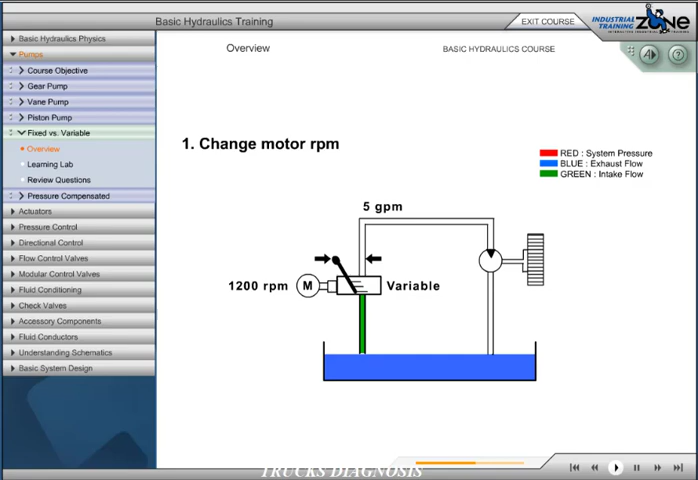 Basic Hydraulics Training
EXIT COURSE
INDUSTRIAL
TRAINING
ZONE
Basic Hydraulics Physics
Pumps
Course Objective
Gear Pump
Vane Pump
Piston Pump
Fixed vs. Variable
Overview
Learning Lab
Review Questions
Pressure Compensated
Actuators
Pressure Control
Directional Control
Flow Control Valves
Modular Control Valves
Fluid Conditioning
Check Valves
Accessory Components
Fluid Conductors
Understanding Schematics
Basic System Design
Overview
BASIC HYDRAULICS COURSE
A
?
1. Change motor rpm
RED : System Pressure
BLUE : Exhaust Flow
GREEN : Intake Flow
5 gpm
1200 rpm
M
Variable
TRUCKS DIAGNOSIS